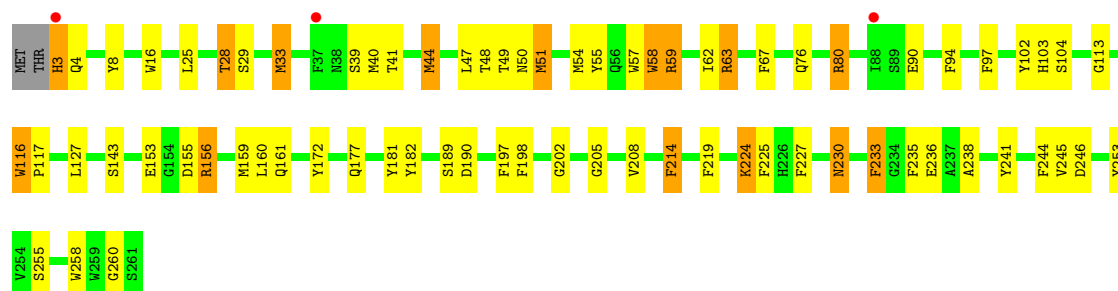 MET THR H3 Q4 Y8 W16 L25 T28 S29 M33 F37 N38 S39 M40 T41 M44 L47 T48 T49 N50 M51 M54 Y55 Q56 W57 W58 R59 I62 R63 F67 Q76 R80 I88 S89 E90 F94 F97 Y102 H103 S104 G113
W116 P117 L127 S143 E153 G154 D155 R156 M159 L160 Q161 Y172 Q177 Y181 Y182 S189 D190 F197 F198 G202 G205 V208 F214 F219 K224 F225 H226 F227 N230 F233 G234 F235 E236 A237 A238 Y241 F244 V245 D246
V254 S255 W258 W259 G260 S261